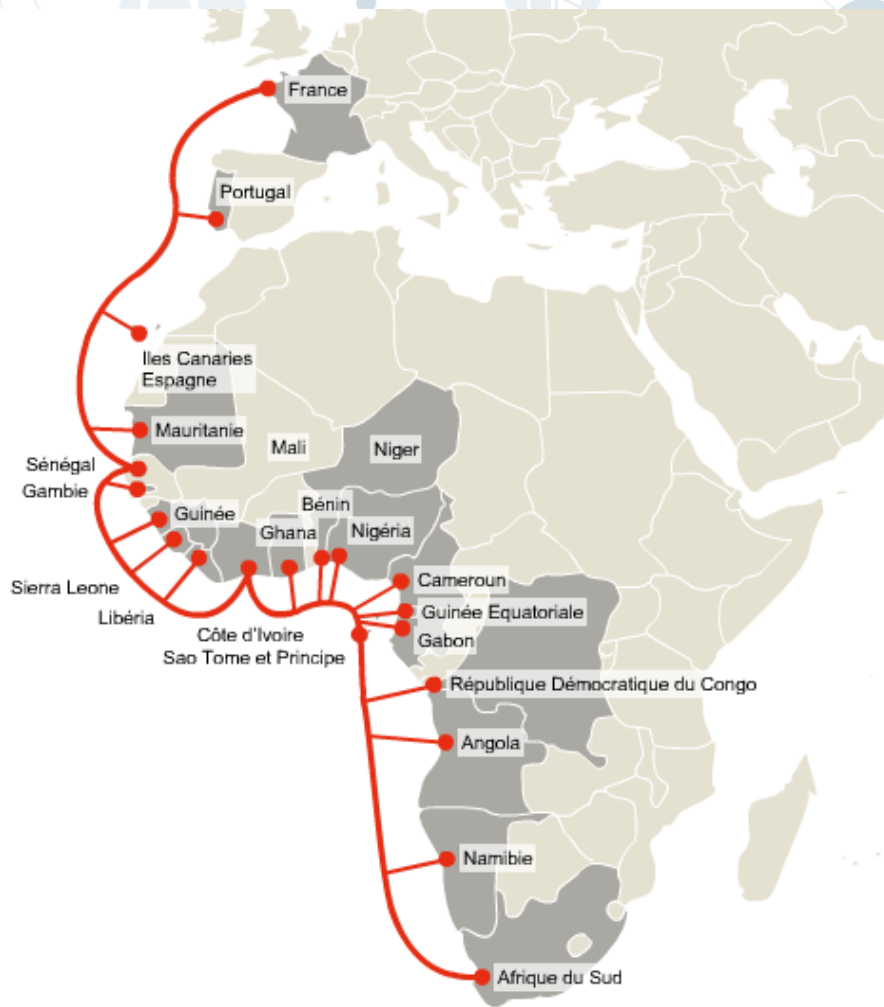 France
Portugal
Iles Canaries
Espagne
Mauritanie
Mali
Niger
Sénégal
Gambie
Guinée
Bénin
Ghana
Nigéria
Sierra Leone
Cameroun
Libéria
Guinée Equatoriale
Côte d'Ivoire
Gabon
Sao Tome et Principe
République Démocratique du Congo
Angola
Namibie
Afrique du Sud